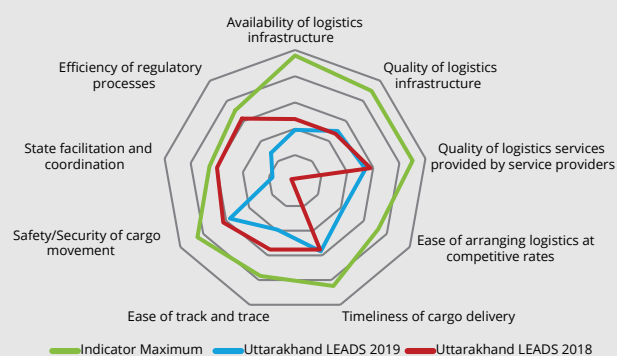 Availability of logistics
infrastructure
Efficiency of regulatory
processes
Quality of logistics
infrastructure
State facilitation and
coordination
Quality of logistics services
provided by service providers
Safety/Security of cargo
movement
Ease of arranging logistics at
competitive rates
Ease of track and trace
Timeliness of cargo delivery
Indicator Maximum
Uttarakhand LEADS 2019
Uttarakhand LEADS 2018